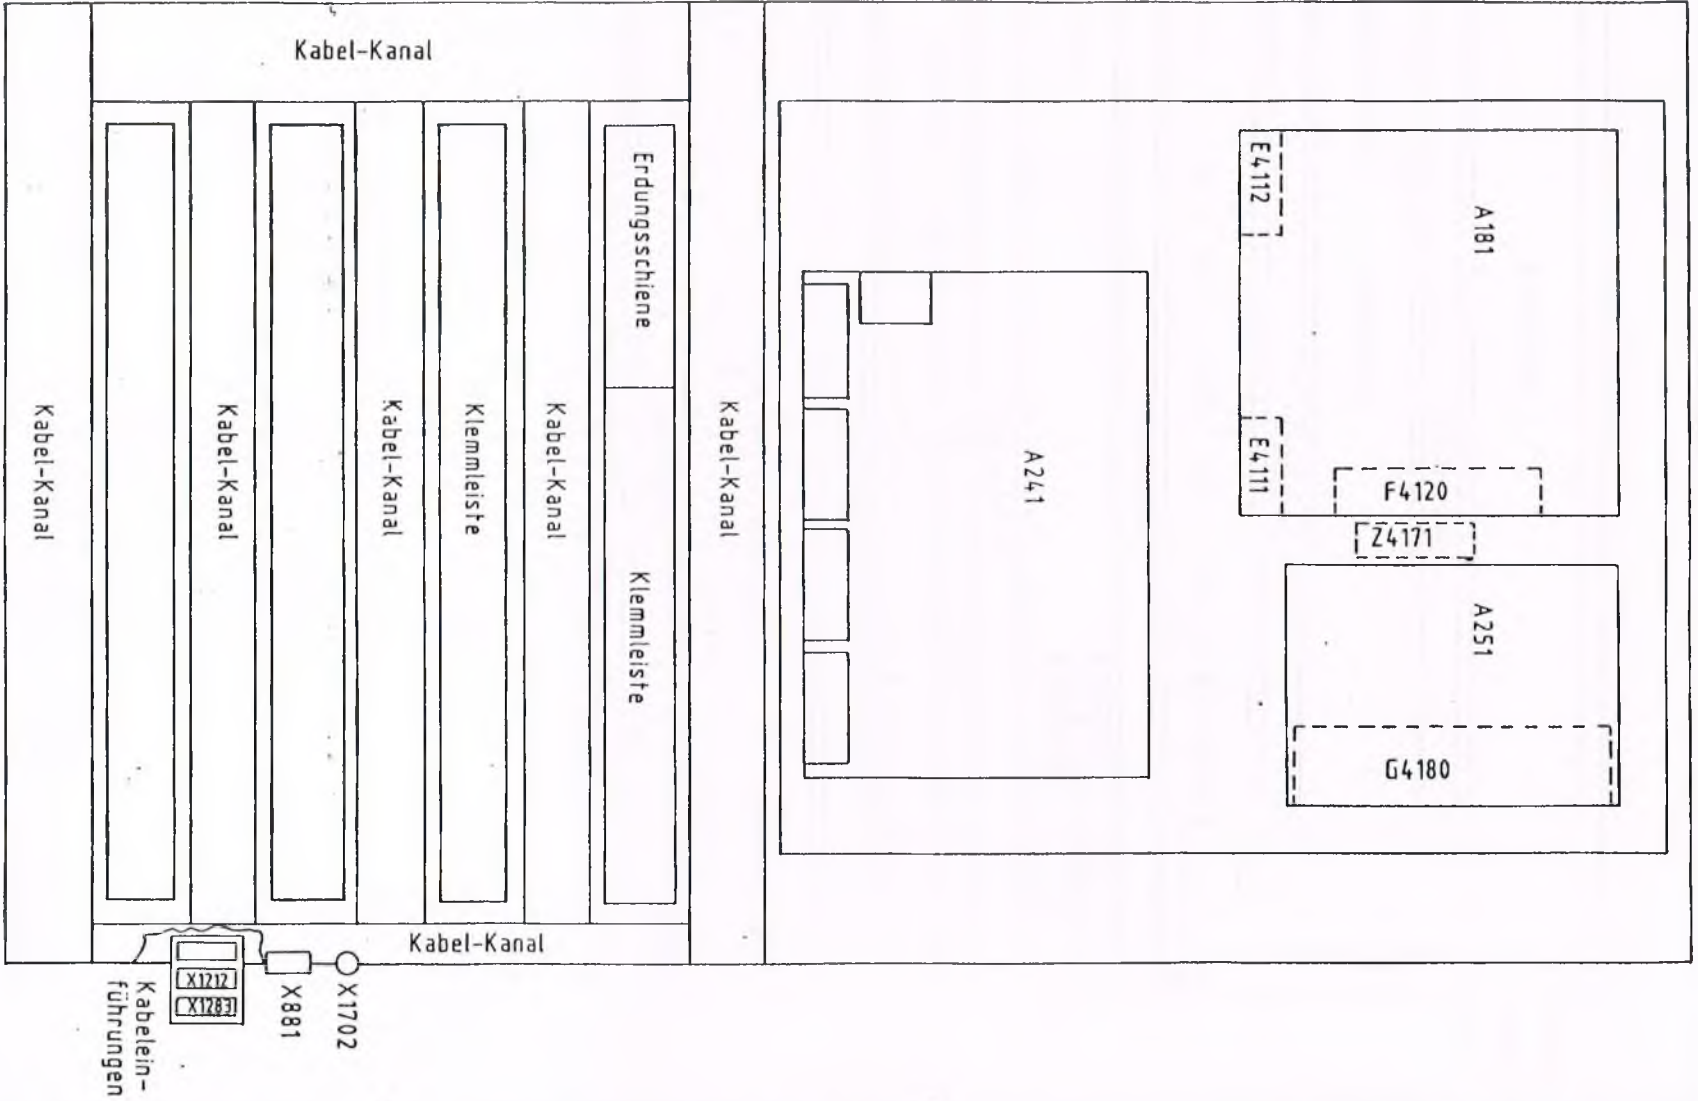 Kabel-Kanal
Kabel-Kanal
Kabel-Kanal
Kabel-Kanal
Klemmleiste
Kabel-Kanal
Erdungsschiene
Klemmleiste
Kabel-Kanal
Kabel-Kanal
Kabelein-
führungen
X1212
X1283
X881
X1702
A241
E4112
A181
E4111
F4120
Z4171
A251
G4180